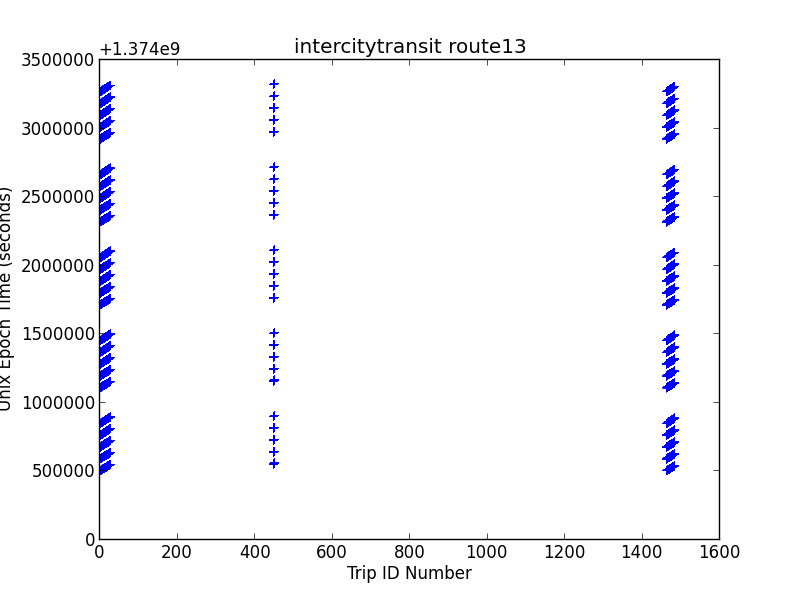 +1.374e9
intercitytransit route13
3500000
3000000
2500000
2000000
1500000
1000000
500000
0
Unix Epoch Time (seconds)
0 200 400 600 800 1000 1200 1400 1600
Trip ID Number